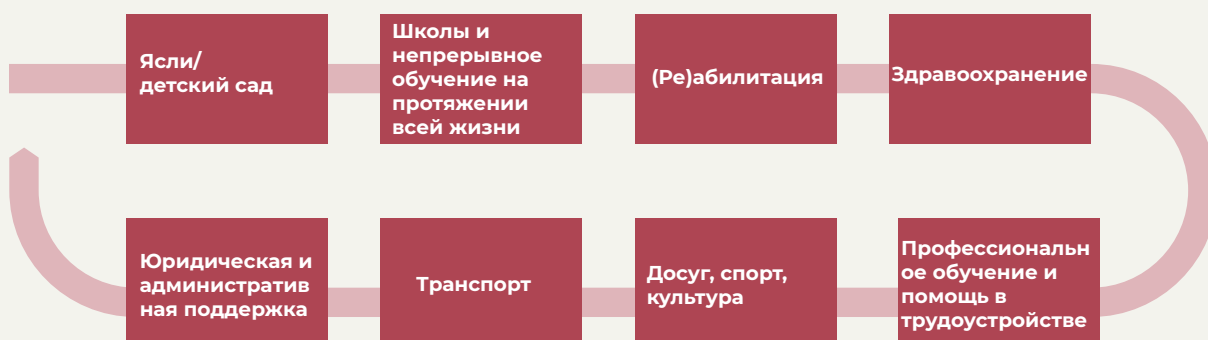 Ясли/
детский сад
Школы и
непрерывное
обучение на
протяжении
всей жизни
(Ре)абилитация
Здравоохранение
Юридическая и
административ
ная поддержка
Транспорт
Досуг, спорт,
культура
Профессиональн
ое обучение и
помощь в
трудоустройстве